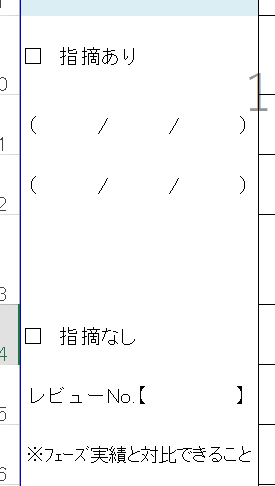 □ 指摘あり
1
( / / )
( / / )
□ 指摘なし
レビューNo.【 】
※ﾌｪｰｽﾞ実績と対比できること